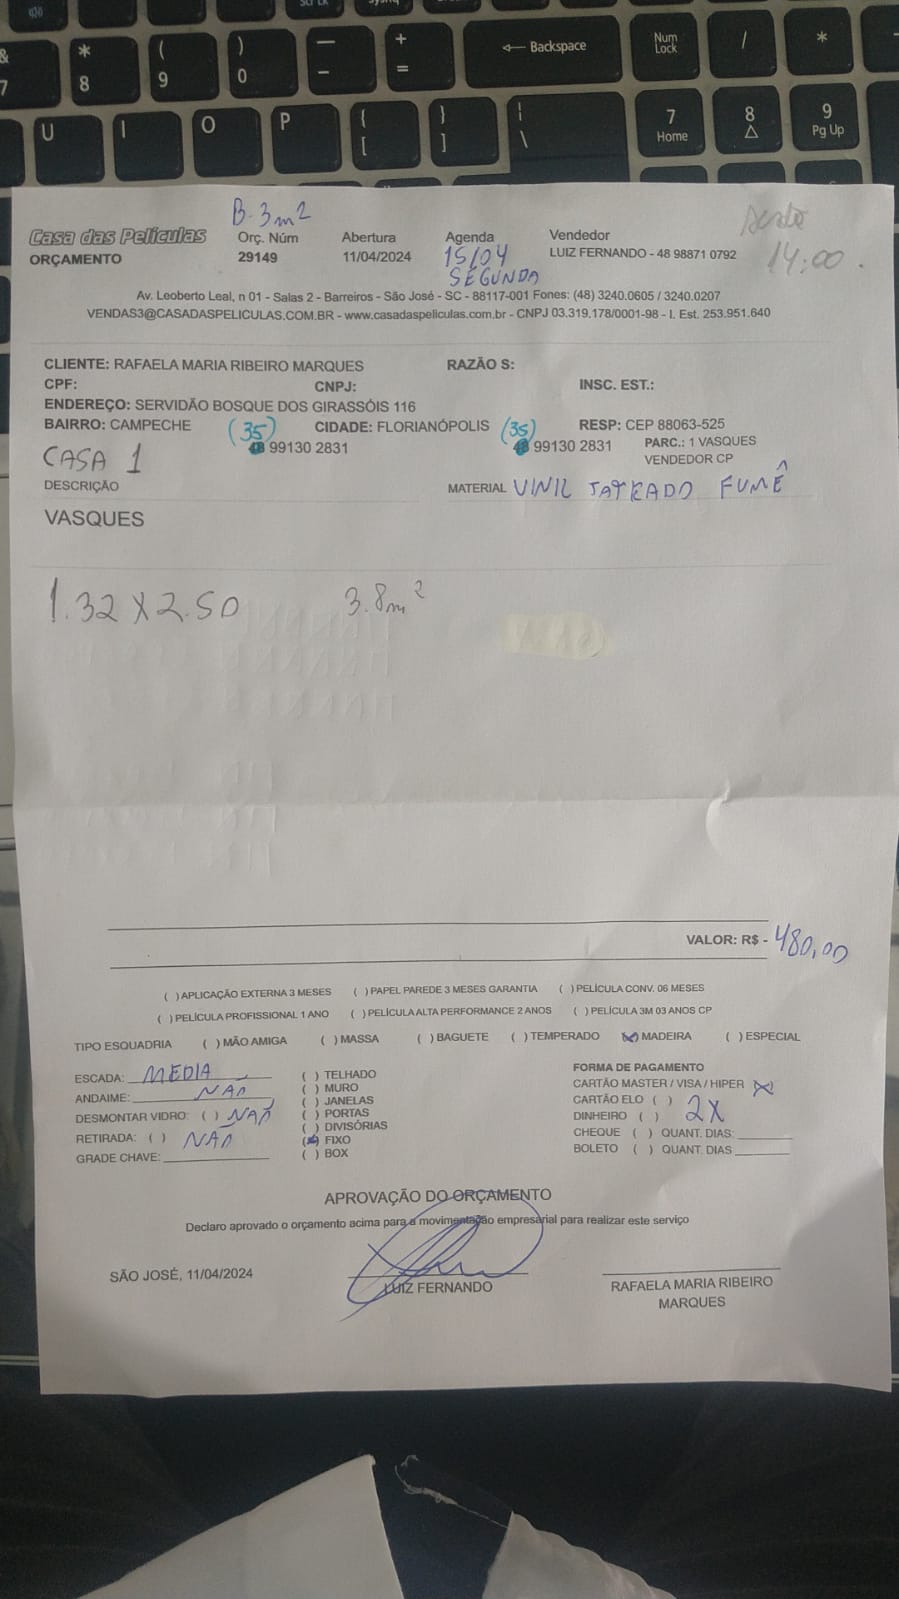 Scr LK
&
7
*
8
(
9
)
0
—
–
+
=
← Backspace
Num
Lock
/
*
U
I
O
P
{
[
}
]
|
\
7
Home
8
△
9
Pg Up
B-3m²
Casa das Películas
ORÇAMENTO
Orç. Núm
29149
Abertura
11/04/2024
Agenda
15/04
SEGUNDA
Vendedor
LUIZ FERNANDO - 48 98871 0792
14:00.
Av. Leoberto Leal, n 01 - Salas 2 - Barreiros - São José - SC - 88117-001 Fones: (48) 3240.0605 / 3240.0207
VENDAS3@CASADASPELICULAS.COM.BR - www.casadaspeliculas.com.br - CNPJ 03.319.178/0001-98 - I. Est. 253.951.640
CLIENTE: RAFAELA MARIA RIBEIRO MARQUES RAZÃO S:
CPF: CNPJ: INSC. EST.:
ENDEREÇO: SERVIDÃO BOSQUE DOS GIRASSÓIS 116
BAIRRO: CAMPECHE CIDADE: FLORIANÓPOLIS RESP: CEP 88063-525
(35) (35)
48 99130 2831 48 99130 2831 PARC.: 1 VASQUES
VENDEDOR CP
CASA 1
DESCRIÇÃO MATERIAL VINIL JATEADO FUMÊ
VASQUES
1.32 X 2.50 3.8m²
VALOR: R$ - 480,00
( ) APLICAÇÃO EXTERNA 3 MESES ( ) PAPEL PAREDE 3 MESES GARANTIA ( ) PELÍCULA CONV. 06 MESES
( ) PELÍCULA PROFISSIONAL 1 ANO ( ) PELÍCULA ALTA PERFORMANCE 2 ANOS ( ) PELÍCULA 3M 03 ANOS CP
TIPO ESQUADRIA ( ) MÃO AMIGA ( ) MASSA ( ) BAGUETE ( ) TEMPERADO (X) MADEIRA ( ) ESPECIAL
ESCADA: MEDIA
ANDAIME: NÃO
DESMONTAR VIDRO: ( ) NÃO
RETIRADA: ( ) NÃO
GRADE CHAVE:
( ) TELHADO
( ) MURO
( ) JANELAS
( ) PORTAS
( ) DIVISÓRIAS
(X) FIXO
( ) BOX
FORMA DE PAGAMENTO
CARTÃO MASTER / VISA / HIPER (X)
CARTÃO ELO ( ) 2X
DINHEIRO ( )
CHEQUE ( ) QUANT. DIAS:
BOLETO ( ) QUANT. DIAS
APROVAÇÃO DO ORÇAMENTO
Declaro aprovado o orçamento acima para a movimentação empresarial para realizar este serviço
SÃO JOSÉ, 11/04/2024
LUIZ FERNANDO
RAFAELA MARIA RIBEIRO
MARQUES